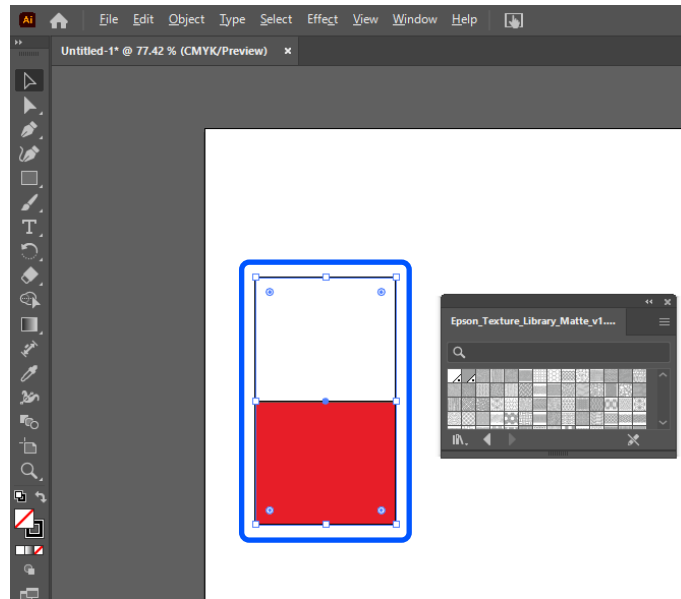 Ai File Edit Object Type Select Effect View Window Help
Untitled-1* @ 77.42 % (CMYK/Preview) ×
Epson_Texture_Library_Matte_v1....